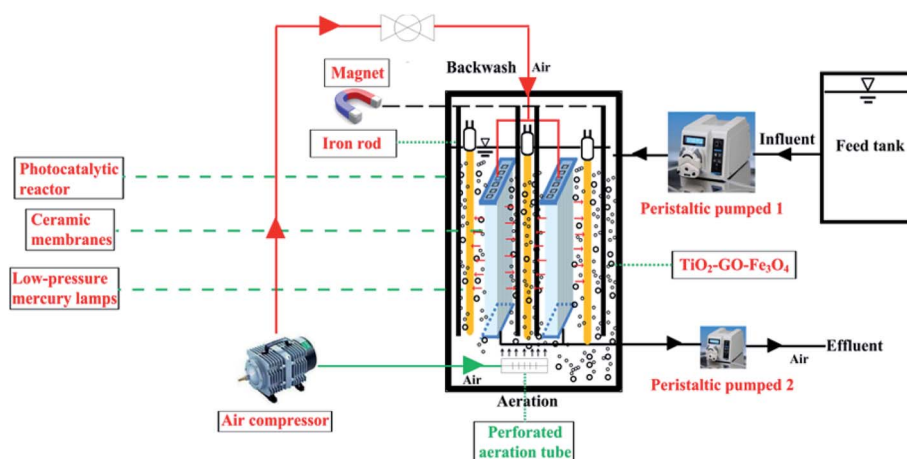 Backwash
Air
Magnet
Iron rod
Photocatalytic
reactor
Ceramic
membranes
Low-pressure
mercury lamps
Influent
Feed tank
Peristaltic pumped 1
TiO₂-GO-Fe₃O₄
Effluent
Air
Peristaltic pumped 2
Air
Aeration
Air compressor
Perforated
aeration tube